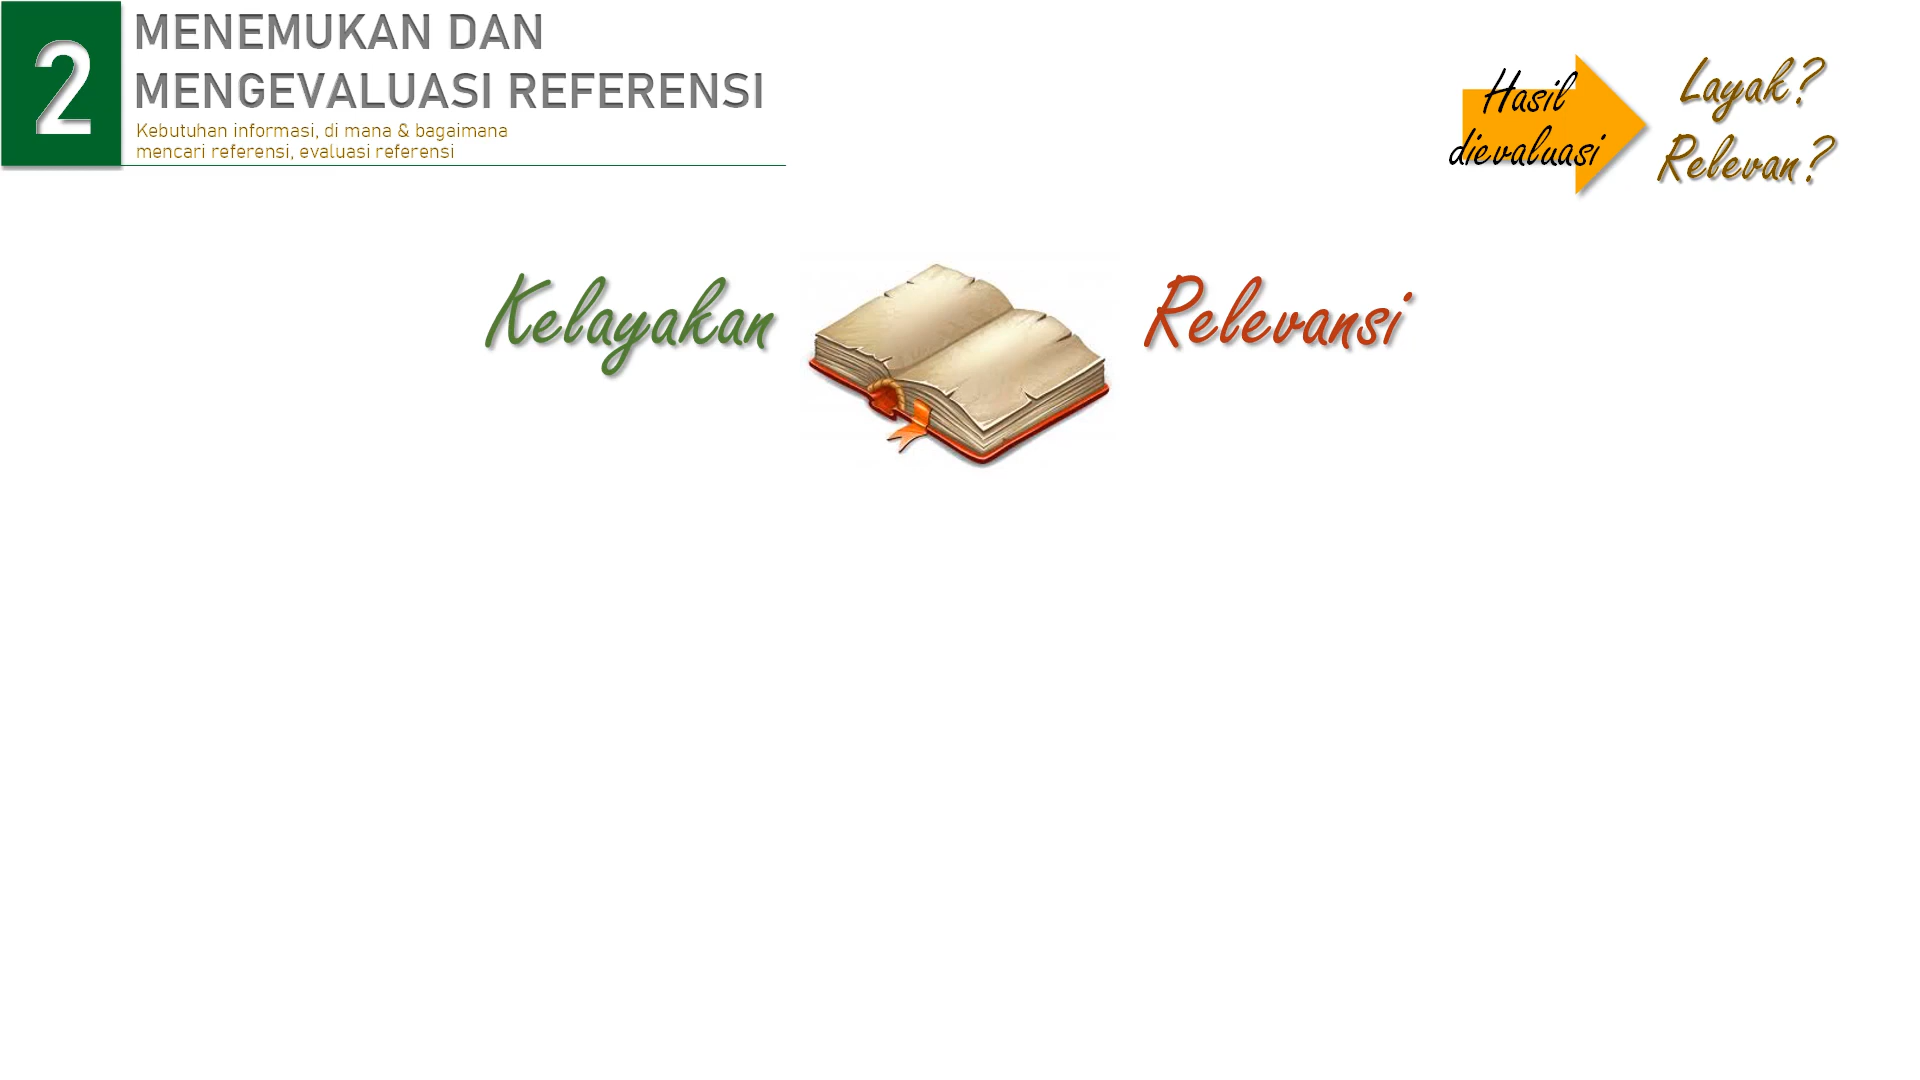 2
MENEMUKAN DAN
MENGEVALUASI REFERENSI
Kebutuhan informasi, di mana & bagaimana
mencari referensi, evaluasi referensi
Hasil
dievaluasi
Layak?
Relevan?
Kelayakan
Relevansi